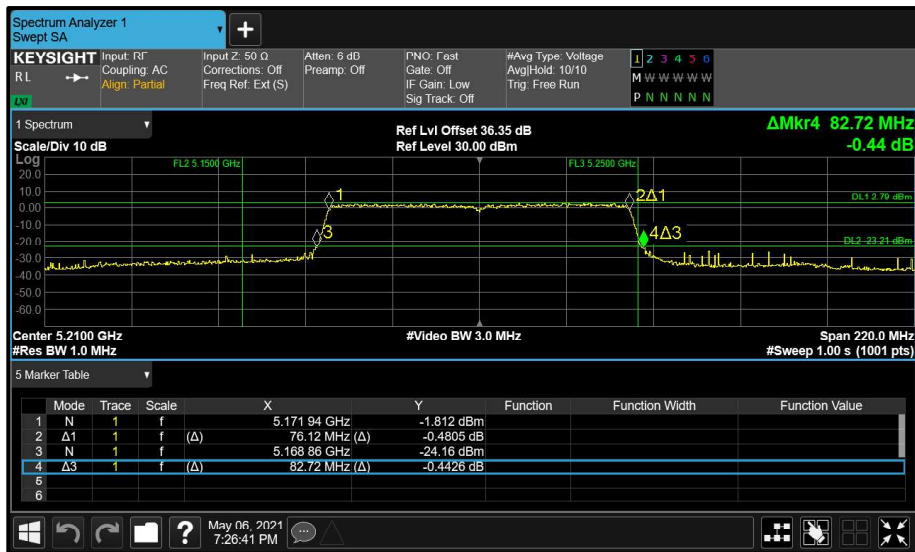 Spectrum Analyzer 1
Swept SA
+
KEYSIGHT Input: RF Input Z: 50 Ω Atten: 6 dB PNO: Fast #Avg Type: Voltage 1 2 3 4 5 6
RL Coupling: AC Corrections: Off Preamp: Off Gate: Off Avg|Hold: 10/10 M W W W W W
Align: Partial Freq Ref: Ext (S) IF Gain: Low Trig: Free Run
LXI Sig Track: Off P N N N N N
1 Spectrum Ref Lvl Offset 36.35 dB ΔMkr4 82.72 MHz
Scale/Div 10 dB Ref Level 30.00 dBm -0.44 dB
Log
FL2 5.1500 GHz FL3 5.2500 GHz
20.0
10.0
1 2Δ1
DL1 2.79 dBm
0.00
-10.0
3 4Δ3
-20.0
DL2 -23.21 dBm
-30.0
-40.0
-50.0
-60.0
Center 5.2100 GHz #Video BW 3.0 MHz Span 220.0 MHz
#Res BW 1.0 MHz #Sweep 1.00 s (1001 pts)
5 Marker Table
Mode Trace Scale X Y Function Function Width Function Value
1 N 1 f 5.171 94 GHz -1.812 dBm
2 Δ1 1 f (Δ) 76.12 MHz (Δ) -0.4805 dB
3 N 1 f 5.168 86 GHz -24.16 dBm
4 Δ3 1 f (Δ) 82.72 MHz (Δ) -0.4426 dB
5
6
? May 06, 2021
7:26:41 PM